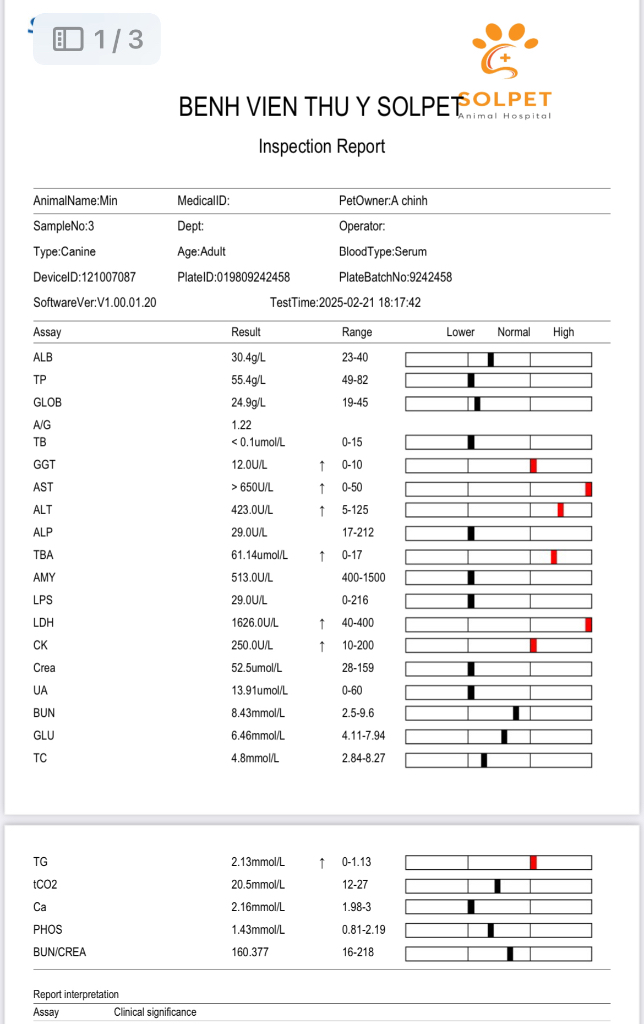 1 / 3
SOLPET
Animal Hospital
BENH VIEN THU Y SOLPET
Inspection Report
AnimalName:Min MedicalID: PetOwner:A chinh
SampleNo:3 Dept: Operator:
Type:Canine Age:Adult BloodType:Serum
DeviceID:121007087 PlateID:019809242458 PlateBatchNo:9242458
SoftwareVer:V1.00.01.20 TestTime:2025-02-21 18:17:42
Assay Result Range Lower Normal High
ALB 30.4g/L 23-40
TP 55.4g/L 49-82
GLOB 24.9g/L 19-45
A/G 1.22
TB < 0.1umol/L 0-15
GGT 12.0U/L ↑ 0-10
AST > 650U/L ↑ 0-50
ALT 423.0U/L ↑ 5-125
ALP 29.0U/L 17-212
TBA 61.14umol/L ↑ 0-17
AMY 513.0U/L 400-1500
LPS 29.0U/L 0-216
LDH 1626.0U/L ↑ 40-400
CK 250.0U/L ↑ 10-200
Crea 52.5umol/L 28-159
UA 13.91umol/L 0-60
BUN 8.43mmol/L 2.5-9.6
GLU 6.46mmol/L 4.11-7.94
TC 4.8mmol/L 2.84-8.27
TG 2.13mmol/L ↑ 0-1.13
tCO2 20.5mmol/L 12-27
Ca 2.16mmol/L 1.98-3
PHOS 1.43mmol/L 0.81-2.19
BUN/CREA 160.377 16-218
Report interpretation
Assay Clinical significance